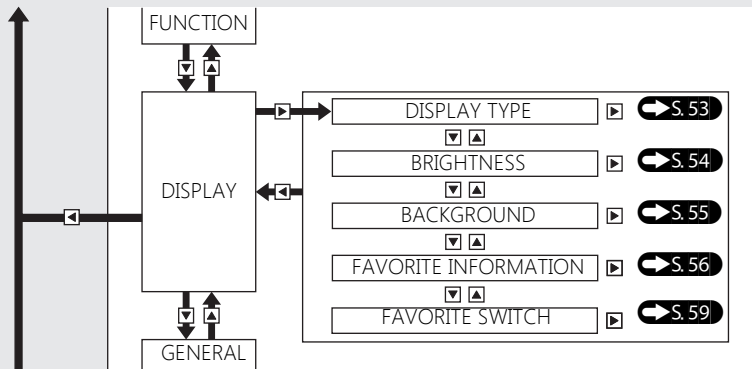 FUNCTION
DISPLAY TYPE S. 53
BRIGHTNESS S. 54
DISPLAY
BACKGROUND S. 55
FAVORITE INFORMATION S. 56
FAVORITE SWITCH S. 59
GENERAL